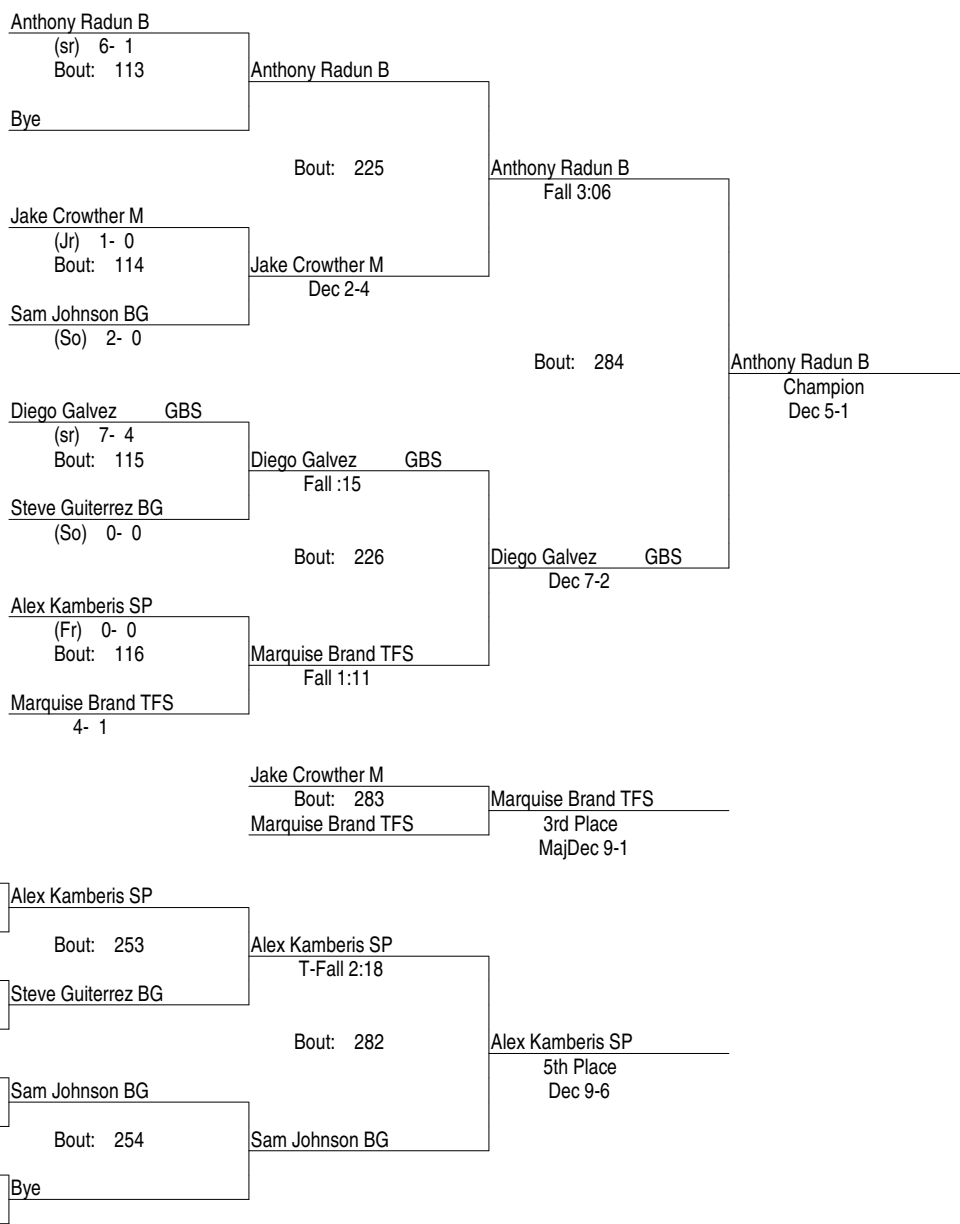 Anthony Radun B
(sr) 6- 1
Bout: 113
Anthony Radun B
Bye
Bout: 225
Anthony Radun B
Fall 3:06
Jake Crowther M
(Jr) 1- 0
Bout: 114
Jake Crowther M
Dec 2-4
Sam Johnson BG
(So) 2- 0
Bout: 284
Anthony Radun B
Champion
Dec 5-1
Diego Galvez GBS
(sr) 7- 4
Bout: 115
Diego Galvez GBS
Fall :15
Steve Guiterrez BG
(So) 0- 0
Bout: 226
Diego Galvez GBS
Dec 7-2
Alex Kamberis SP
(Fr) 0- 0
Bout: 116
Marquise Brand TFS
Fall 1:11
Marquise Brand TFS
4- 1
Jake Crowther M
Bout: 283
Marquise Brand TFS
Marquise Brand TFS
3rd Place
MajDec 9-1
Alex Kamberis SP
Bout: 253
Alex Kamberis SP
T-Fall 2:18
Steve Guiterrez BG
Bout: 282
Alex Kamberis SP
5th Place
Dec 9-6
Sam Johnson BG
Bout: 254
Sam Johnson BG
Bye